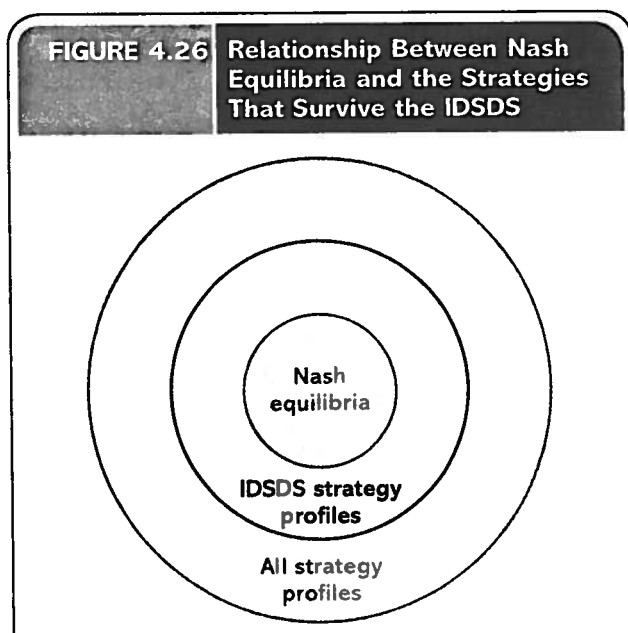 FIGURE 4.26
Relationship Between Nash
Equilibria and the Strategies
That Survive the IDSDS
Nash
equilibria
IDSDS strategy
profiles
All strategy
profiles